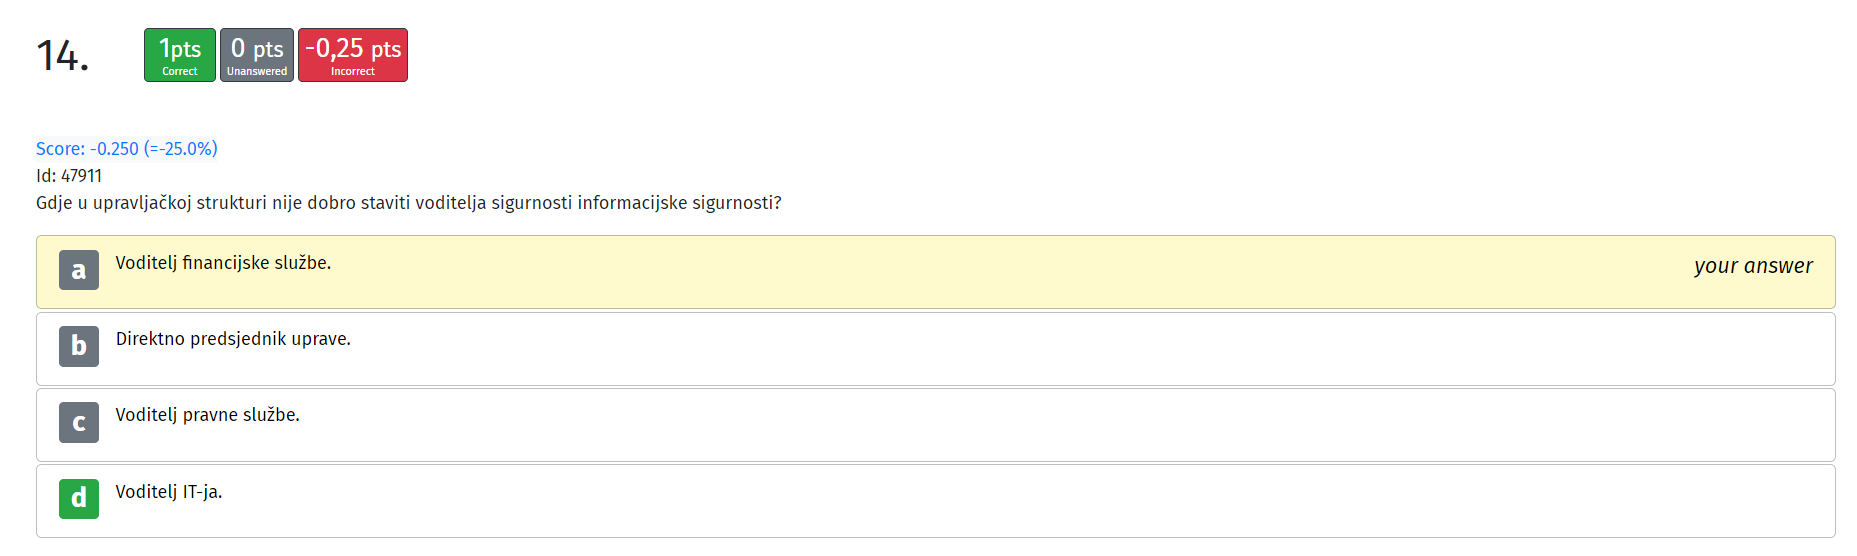 14.
1pts
Correct
0 pts
Unanswered
-0,25 pts
Incorrect
Score: -0.250 (=-25.0%)
Id: 47911
Gdje u upravljačkoj strukturi nije dobro staviti voditelja sigurnosti informacijske sigurnosti?
a Voditelj financijske službe. your answer
b Direktno predsjednik uprave.
c Voditelj pravne službe.
d Voditelj IT-ja.